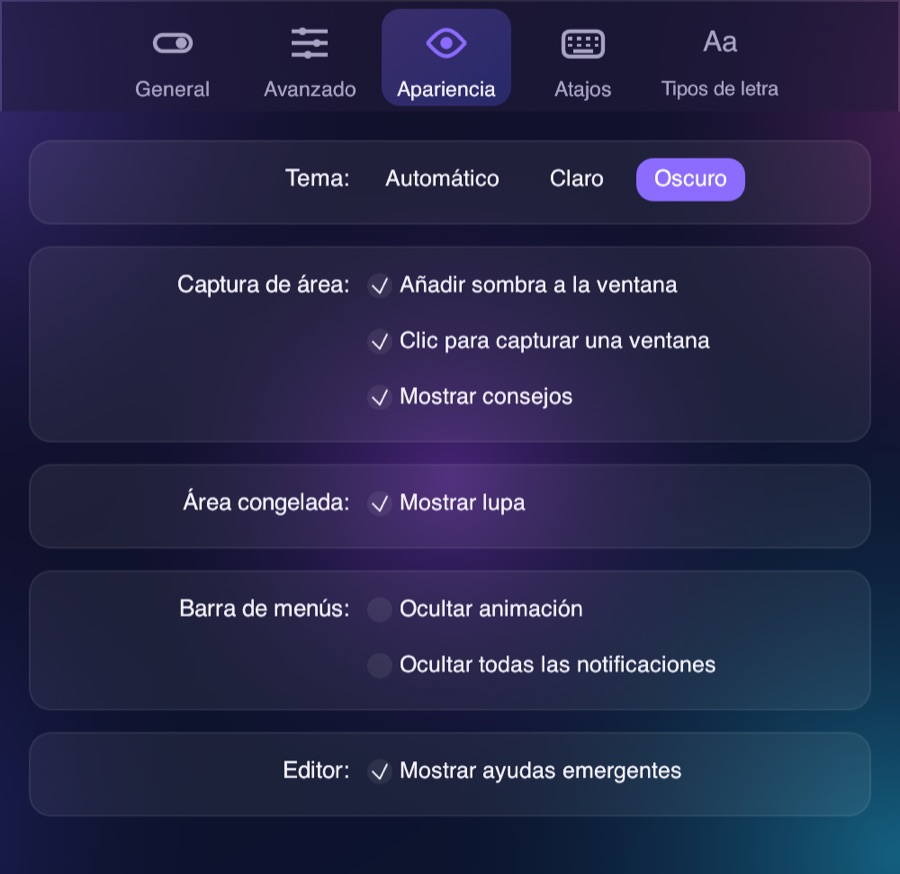 General Avanzado Apariencia Atajos Aa Tipos de letra
Tema: Automático Claro Oscuro
Captura de área: Añadir sombra a la ventana
Clic para capturar una ventana
Mostrar consejos
Área congelada: Mostrar lupa
Barra de menús: Ocultar animación
Ocultar todas las notificaciones
Editor: Mostrar ayudas emergentes